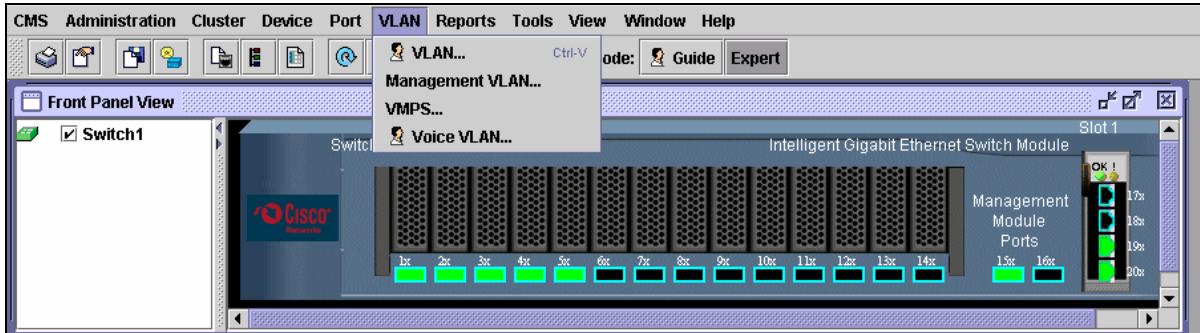 CMS Administration Cluster Device Port VLAN Reports Tools View Window Help
VLAN... Ctrl-V
ode: Guide Expert
Management VLAN...
VMPS...
Voice VLAN...
Front Panel View
Switch1
Switc
Intelligent Gigabit Ethernet Switch Module
Slot 1
OK !
Cisco
Networks
Management
Module
Ports
17x
18x
19x
20x
1x 2x 3x 4x 5x 6x 7x 8x 9x 10x 11x 12x 13x 14x 15x 16x